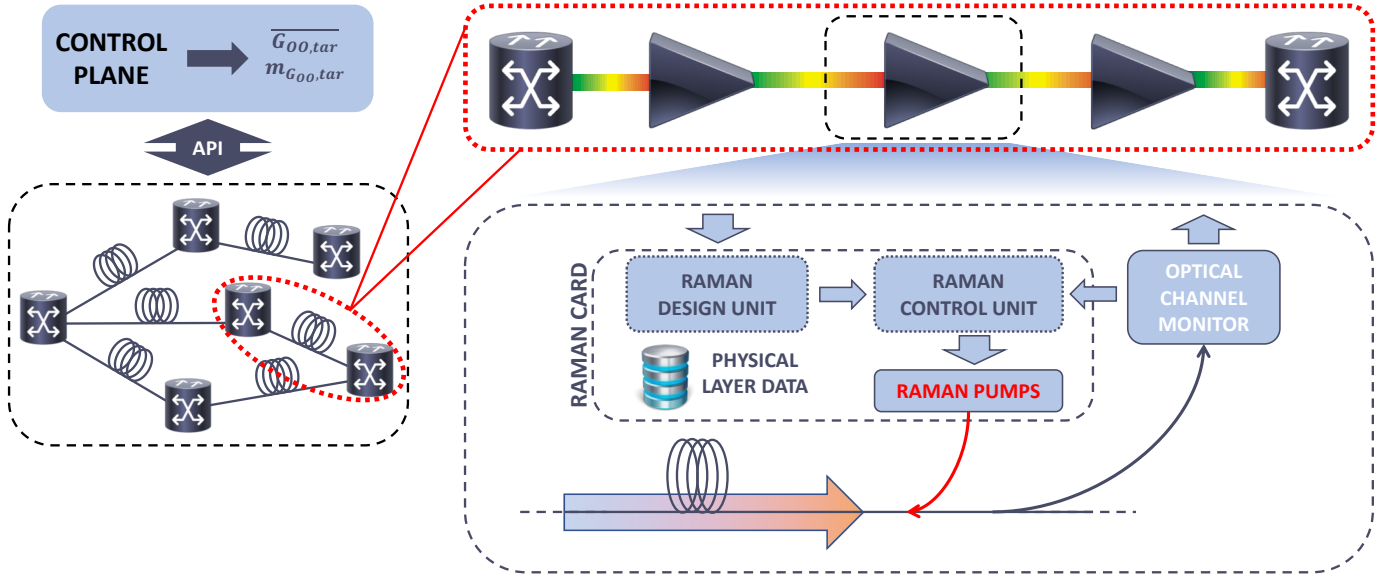 CONTROL
PLANE
\overline{G_{OO,tar}}
m_{G_{OO,tar}}
API
RAMAN CARD
RAMAN
DESIGN UNIT
RAMAN
CONTROL UNIT
OPTICAL
CHANNEL
MONITOR
PHYSICAL
LAYER DATA
RAMAN PUMPS